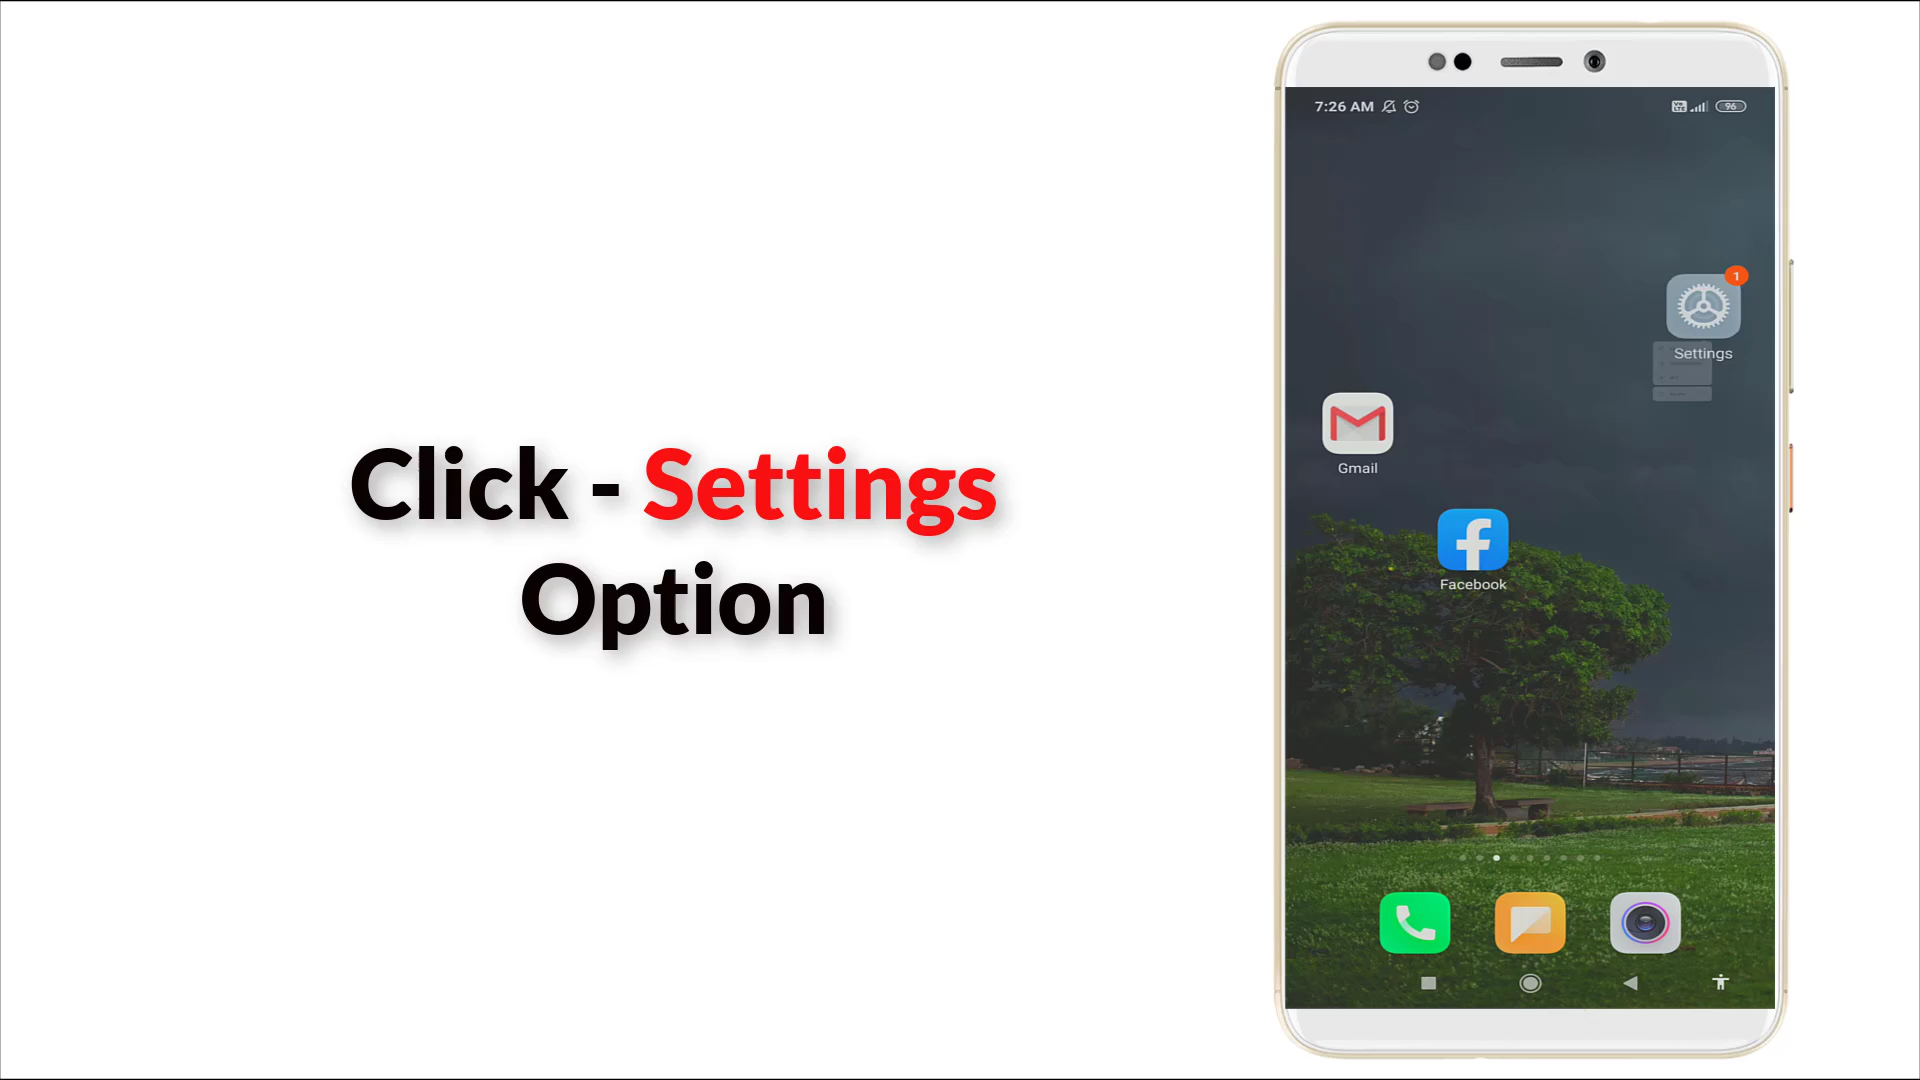 Click - Settings
Option
7:26 AM
96
1
Settings
Gmail
Facebook